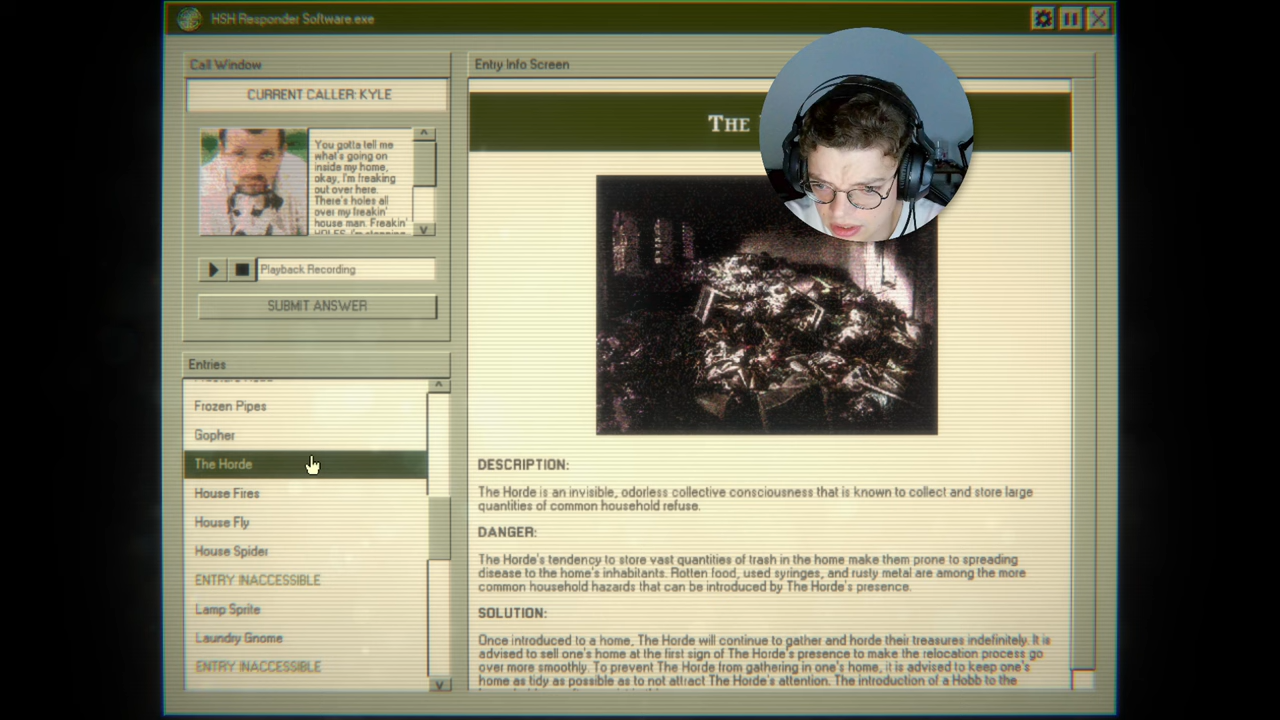 HSH Responder Software.exe
Call Window
CURRENT CALLER: KYLE
You gotta tell me
what's going on
inside my home,
okay, I'm freaking
out over here.
There's holes all
over my freakin'
house man. Freakin'
Playback Recording
SUBMIT ANSWER
Entries
Frozen Pipes
Gopher
The Horde
House Fires
House Fly
House Spider
ENTRY INACCESSIBLE
Lamp Sprite
Laundry Gnome
ENTRY INACCESSIBLE
Entry Info Screen
THE
DESCRIPTION:
The Horde is an invisible, odorless collective consciousness that is known to collect and store large
quantities of common household refuse.
DANGER:
The Horde's tendency to store vast quantities of trash in the home make them prone to spreading
disease to the home's inhabitants. Rotten food, used syringes, and rusty metal are among the more
common household hazards that can be introduced by The Horde's presence.
SOLUTION:
Once introduced to a home, The Horde will continue to gather and horde their treasures indefinitely. It is
advised to sell one's home at the first sign of The Horde's presence to make the relocation process go
over more smoothly. To prevent The Horde from gathering in one's home, it is advised to keep one's
home as tidy as possible as to not attract The Horde's attention. The introduction of a Hobb to the